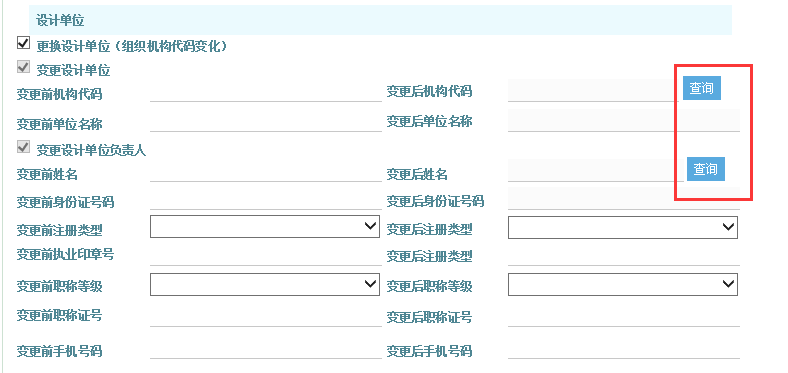 设计单位
更换设计单位（组织机构代码变化）
变更设计单位
变更前机构代码 变更后机构代码 查询
变更前单位名称 变更后单位名称
变更设计单位负责人
变更前姓名 变更后姓名 查询
变更前身份证号码 变更后身份证号码
变更前注册类型 变更后注册类型
变更前执业印章号 变更后注册类型
变更前职称等级 变更后职称等级
变更前职称证号 变更后职称证号
变更前手机号码 变更后手机号码